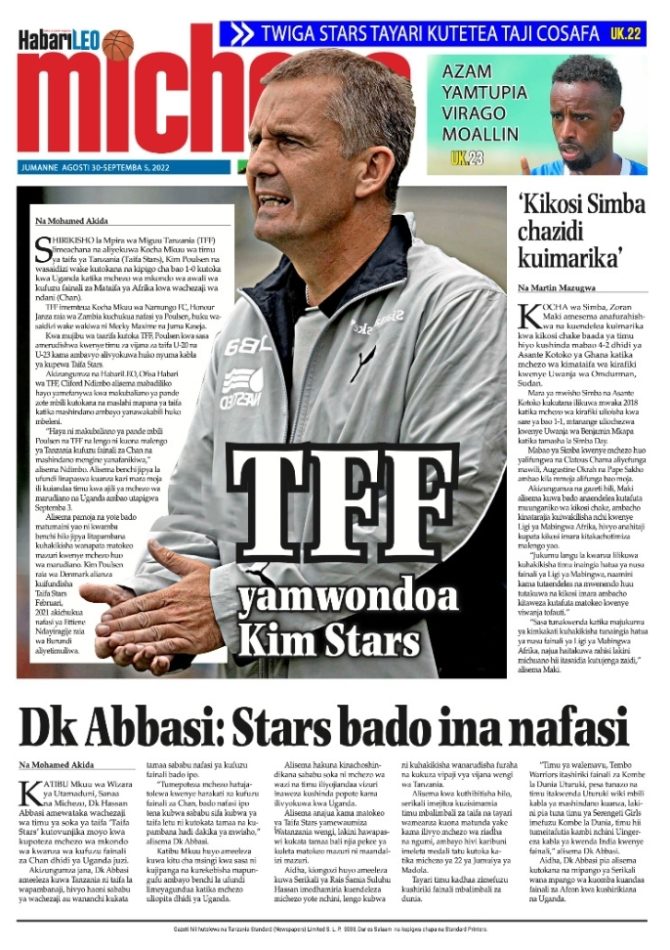 HabariLEO
TWIGA STARS TAYARI KUTETEA TAJI COSAFA UK.22
AZAM
YAMTUPIA
VIRAGO
MOALLIN
UK.23
JUMANNE AGOSTI 30-SEPTEMBA 5, 2022
Na Mohamed Akida
SHIRIKISHO la Mpira wa Miguu Tanzania (TFF)
limeachana na aliyekuwa Kocha Mkuu wa timu
ya taifa ya Tanzania (Taifa Stars), Kim Poulsen na
wasaidizi wake kutokana na kipigo cha bao 1-0 kutoka
kwa Uganda katika mchezo wa mkondo wa awali wa
kufuzu fainali za Mataifa ya Afrika kwa wachezaji wa
ndani (Chan).
TFF imemteua Kocha Mkuu wa Namungo FC, Honour
Janza raia wa Zambia kuchukua nafasi ya Poulsen, huku wa-
saidizi wake wakiwa ni Mecky Maxime na Juma Kaseja.
Kwa mujibu wa taarifa kutoka TFF, Poulsen kwa sasa
amerudishwa kwenye timu za vijana za taifa za U-20 na
U-23 kama ambavyo alivyokuwa huko nyuma kabla
ya kupewa Taifa Stars.
Akizungumza na HabariLEO, Ofisa Habari
wa TFF, Cliford Ndimbo alisema mabadiliko
hayo yamefanywa kwa makubaliano ya pande
zote mbili kutokana na maslahi mapana ya taifa
katika mashindano ambayo yanawakabili huko
mbeleni.
"Haya ni makubaliano ya pande mbili
Poulsen na TFF na lengo ni kuona malengo
ya Tanzania kufuzu fainali za Chan na
mashindano mengine yanafanikiwa,"
alisema Ndimbo. Alisema benchi jipya la
ufundi linapaswa kuanza kazi mara moja
ili kuiandaa timu kwa ajili ya mchezo wa
marudiano na Uganda ambao utapigwa
Septemba 3.
Alisema pamoja na yote bado
matumaini yao ni kwamba
benchi hilo jipya litapambana
kuhakikisha wanapata matokeo
mazuri kwenye mchezo huo
wa marudiano. Kim Poulsen
raia wa Denmark alianza
kuifundisha
Taifa Stars
Februari,
2021 akichukua
nafasi ya Ettiene
Ndayiragije raia
wa Burundi
aliyetimuliwa.
TFF
yamwondoa
Kim Stars
'Kikosi Simba
chazidi
kuimarika'
Na Martin Mazugwa
KOCHA wa Simba, Zoran
Maki amesema anafurahish-
wa na kuendelea kuimarika
kwa kikosi chake baada ya timu
hiyo kushinda mabao 4-2 dhidi ya
Asante Kotoko ya Ghana katika
mchezo wa kimataifa wa kirafiki
kwenye Uwanja wa Omdurman,
Sudan.
Mara ya mwisho Simba na Asante
Kotoko kukutana ilikuwa mwaka 2018
katika mchezo wa kirafiki ulioisha kwa
sare ya bao 1-1, mtanange uliochezwa
kwenye Uwanja wa Benjamin Mkapa
katika tamasha la Simba Day.
Mabao ya Simba kwenye mchezo huo
yalifungwa na Clatous Chama aliyefunga
mawili, Augustine Okrah na Pape Sakho
ambao kila mmoja alifunga bao moja.
Akizungumza na gazeti hili, Maki
alisema kuwa bado anaendelea kutafuta
muunganiko wa kikosi chake, ambacho
kinatarajia kuiwakilisha nchi kwenye
Ligi ya Mabingwa Afrika, hivyo anahitaji
kupata kikosi imara kitakachotimiza
malengo yao.
"Jukumu langu la kwanza lilikuwa
kuhakikisha timu inaingia hatua ya nusu
fainali ya Ligi ya Mabingwa, naamini
kama tutaendelea na mwenendo huu
tutakuwa na kikosi imara ambacho
kitaweza kutafuta matokeo kwenye
viwanja tofauti."
"Sasa tunakwenda katika majukumu
ya kimkakati kuhakikisha tunaingia hatua
ya nusu fainali ya Ligi ya Mabingwa
Afrika, najua haitakuwa rahisi lakini
michuano hii itasaidia kutujenga zaidi,"
alisema Maki.
Dk Abbasi: Stars bado ina nafasi
Na Mohamed Akida
KATIBU Mkuu wa Wizara
ya Utamaduni, Sanaa
na Michezo, Dk Hassan
Abbasi amewataka wachezaji
wa timu ya soka ya taifa 'Taifa
Stars' kutovunjika moyo kwa
kupoteza mchezo wa mkondo
wa kwanza wa kufuzu fainali
za Chan dhidi ya Uganda juzi.
Akizungumza jana, Dk Abbasi
aliseema kuwa Tanzania ni taifa la
wapambanaji, hivyo haoni sababu
ya wachezaji au wananchi kukata
tamaa sababu nafasi ya kufuzu
fainali bado ipo.
"Tumepoteza mchezo hatuja-
tolewa kwenye harakati na kufuzu
fainali za Chan, bado nafasi ipo
tena kubwa sababu sifa kubwa ya
taifa letu ni kutokata tamaa na ku-
pambana hadi dakika ya mwisho,"
alisema Dk Abbasi.
Katibu Mkuu huyo ameeleza
kuwa kitu cha msingi kwa sasa ni
kujipanga na kurekebisha mapun-
gufu ambayo benchi la ufundi
limeyagundua katika mchezo
uliopita dhidi ya Uganda.
Alisema hakuna kinachoshin-
dikana sababu soka ni mchezo wa
wazi na timu iliyojiandaa vizuri
inaweza kushinda popote kama
ilivyokuwa kwa Uganda.
Alisema anajua kama matokeo
ya Taifa Stars yameumiza
Watanzania wengi, lakini hawapas-
wi kukata tamaa bali njia pekee ya
kuleta matokeo mazuri ni maandal-
izi mazuri.
Aidha, kiongozi huyo ameeleza
kuwa Serikali ya Rais Samia Suluhu
Hassan imedhamiria kuendeleza
michezo yote nchini, lengo kubwa
ni kuhakikisha wanarudisha furaha
na kukuza vipaji vya vijana wengi
wa Tanzania.
Alisema kwa kuthibitisha hilo,
serikali imejitoa kuzisimamia
timu mbalimbali za taifa na tayari
wameanza kuona matunda yake
kama ilivyo mchezo wa riadha
na ngumi, ambayo hivi karibuni
imeleta medali tatu kutoka ka-
tika michezo ya 22 ya Jumuiya ya
Madola.
Tayari timu kadhaa zimefuzu
kushiriki fainali mbalimbali za
dunia.
"Timu ya walemavu, Tembo
Warriors itashiriki fainali za Kombe
la Dunia Uturuki, pesa tunazo na
timu itakwenda Uturuki wiki mbili
kabla ya mashindano kuanza, laki-
ni pia tuna timu ya Serengeti Girls
imefuzu Kombe la Dunia, timu hii
tumeitafutia kambi nchini Uinger-
eza kabla ya kwenda India kwenye
fainali," alisema Dk Abbasi.
Aidha, Dk Abbasi pia alisema
kutokana na mipango ya Serikali
wana mpango wa kuomba kuandaa
fainali za Afcon kwa kushirikiana
na Uganda.
Gazeti hili hutolewa na Tanzania Standard (Newspapers) Limited S. L. P. 9033, Dar es Salaam na kupigwa chapa na Standard Printers.